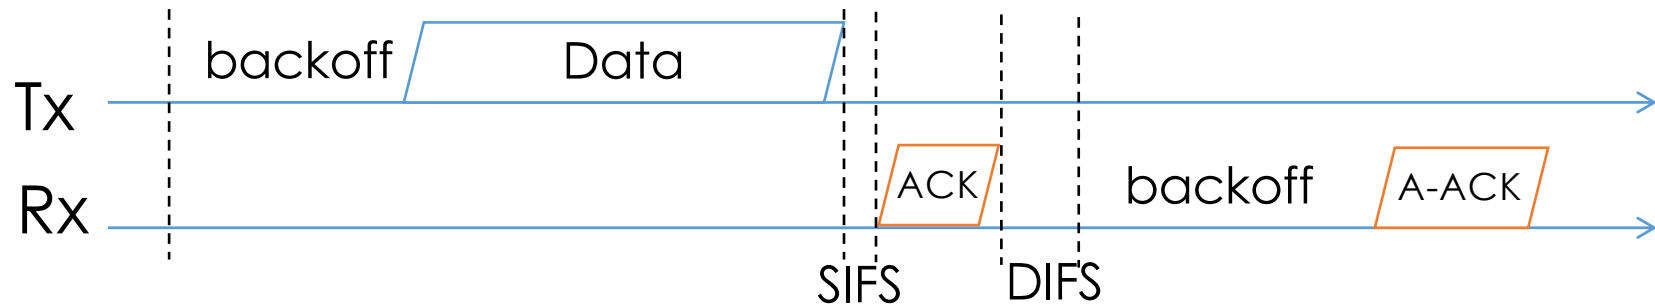 Tx
backoff
Data
Rx
ACK
backoff
A-ACK
SIFS
DIFS